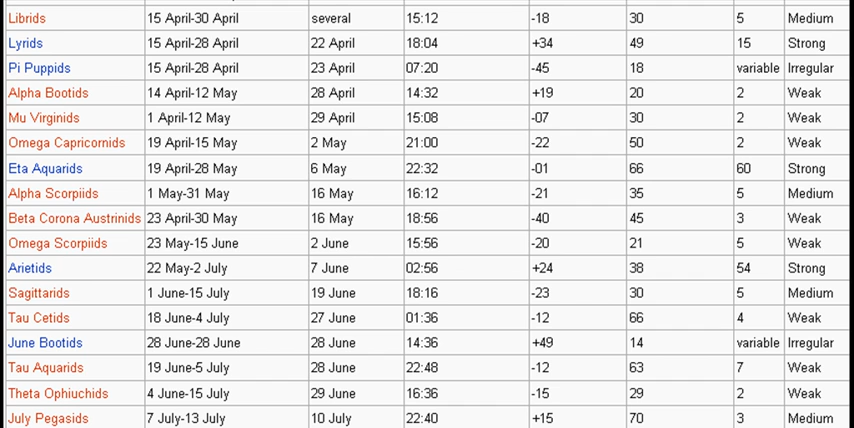 Librids 15 April-30 April several 15:12 -18 30 5 Medium
Lyrids 15 April-28 April 22 April 18:04 +34 49 15 Strong
Pi Puppids 15 April-28 April 23 April 07:20 -45 18 variable Irregular
Alpha Bootids 14 April-12 May 28 April 14:32 +19 20 2 Weak
Mu Virginids 1 April-12 May 29 April 15:08 -07 30 2 Weak
Omega Capricornids 19 April-15 May 2 May 21:00 -22 50 2 Weak
Eta Aquarids 19 April-28 May 6 May 22:32 -01 66 60 Strong
Alpha Scorpiids 1 May-31 May 16 May 16:12 -21 35 5 Medium
Beta Corona Austrinids 23 April-30 May 16 May 18:56 -40 45 3 Weak
Omega Scorpiids 23 May-15 June 2 June 15:56 -20 21 5 Weak
Arietids 22 May-2 July 7 June 02:56 +24 38 54 Strong
Sagittarids 1 June-15 July 19 June 18:16 -23 30 5 Medium
Tau Cetids 18 June-4 July 27 June 01:36 -12 66 4 Weak
June Bootids 28 June-28 June 28 June 14:36 +49 14 variable Irregular
Tau Aquarids 19 June-5 July 28 June 22:48 -12 63 7 Weak
Theta Ophiuchids 4 June-15 July 29 June 16:36 -15 29 2 Weak
July Pegasids 7 July-13 July 10 July 22:40 +15 70 3 Medium